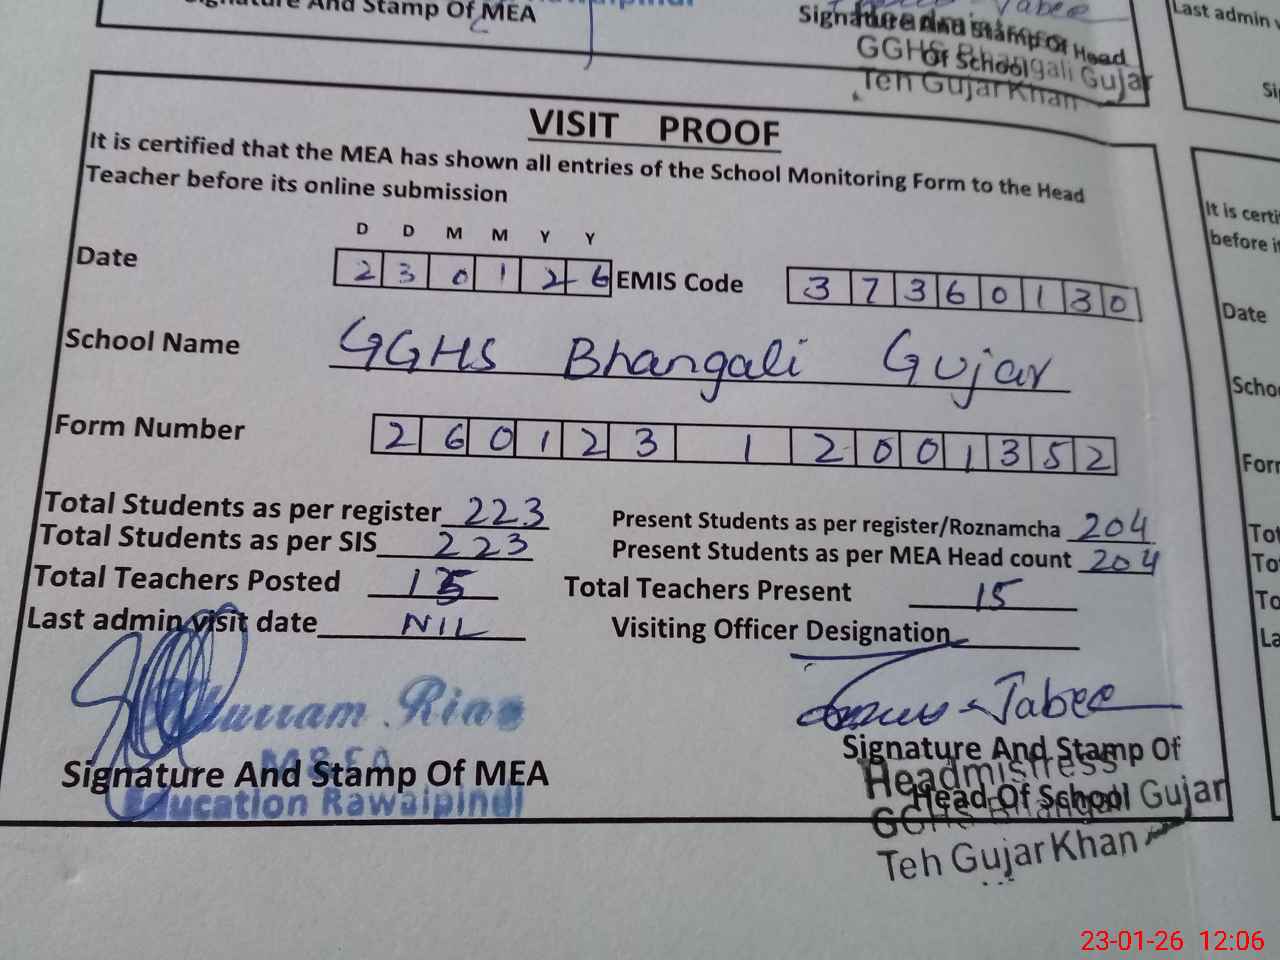 Signature And Stamp Of MEA
Signature And Stamp Of Head
Of School
GGHS Bhangali Gujar
Teh Gujar Khan
Last admin
VISIT PROOF
It is certified that the MEA has shown all entries of the School Monitoring Form to the Head
Teacher before its online submission
D D M M Y Y
Date 2 3 0 1 2 6 EMIS Code 3 7 3 6 0 1 3 0
School Name GGHS Bhangali Gujar
Form Number 2 6 0 1 2 3 1 2 0 0 1 3 5 2
Total Students as per register 223 Present Students as per register/Roznamcha 204
Total Students as per SIS 223 Present Students as per MEA Head count 204
Total Teachers Posted 15 Total Teachers Present 15
Last admin visit date NIL Visiting Officer Designation
Khurram Riaz
M&EA
Signature And Stamp Of MEA
Education Rawalpindi
Signature And Stamp Of
Headmistress
Head Of School
GGHS Bhangali Gujar
Teh Gujar Khan
It is certi
before i
Date
Scho
For
Tot
To
To
La
23-01-26 12:06